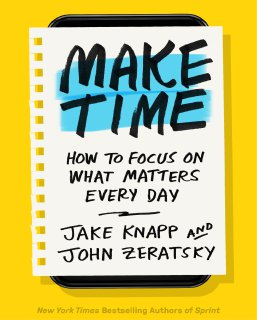 MAKE
TIME
HOW TO FOCUS ON
WHAT MATTERS
EVERY DAY
JAKE KNAPP AND
JOHN ZERATSKY
New York Times Bestselling Authors of Sprint